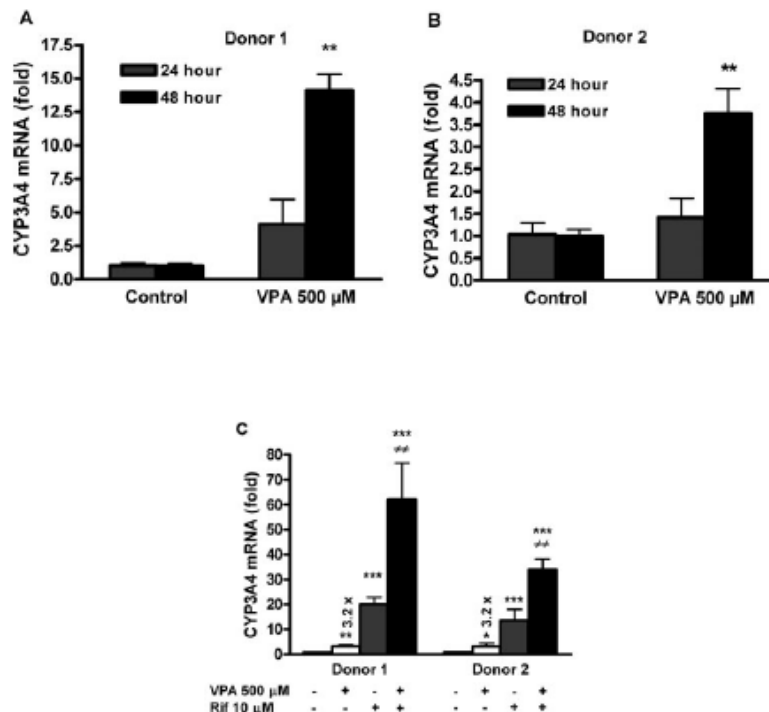 A
Donor 1
CYP3A4 mRNA (fold)
17.5
15.0
12.5
10.0
7.5
5.0
2.5
0.0
24 hour
48 hour
**
Control
VPA 500 µM
B
Donor 2
CYP3A4 mRNA (fold)
4.5
4.0
3.5
3.0
2.5
2.0
1.5
1.0
0.5
0.0
24 hour
48 hour
**
Control
VPA 500 µM
C
CYP3A4 mRNA (fold)
80
70
60
50
40
30
20
10
0
** 3.2 x
***
***
≠≠
* 3.2 x
***
***
≠≠
Donor 1
Donor 2
VPA 500 µM - + - + - + - +
Rif 10 µM - - + + - - + +